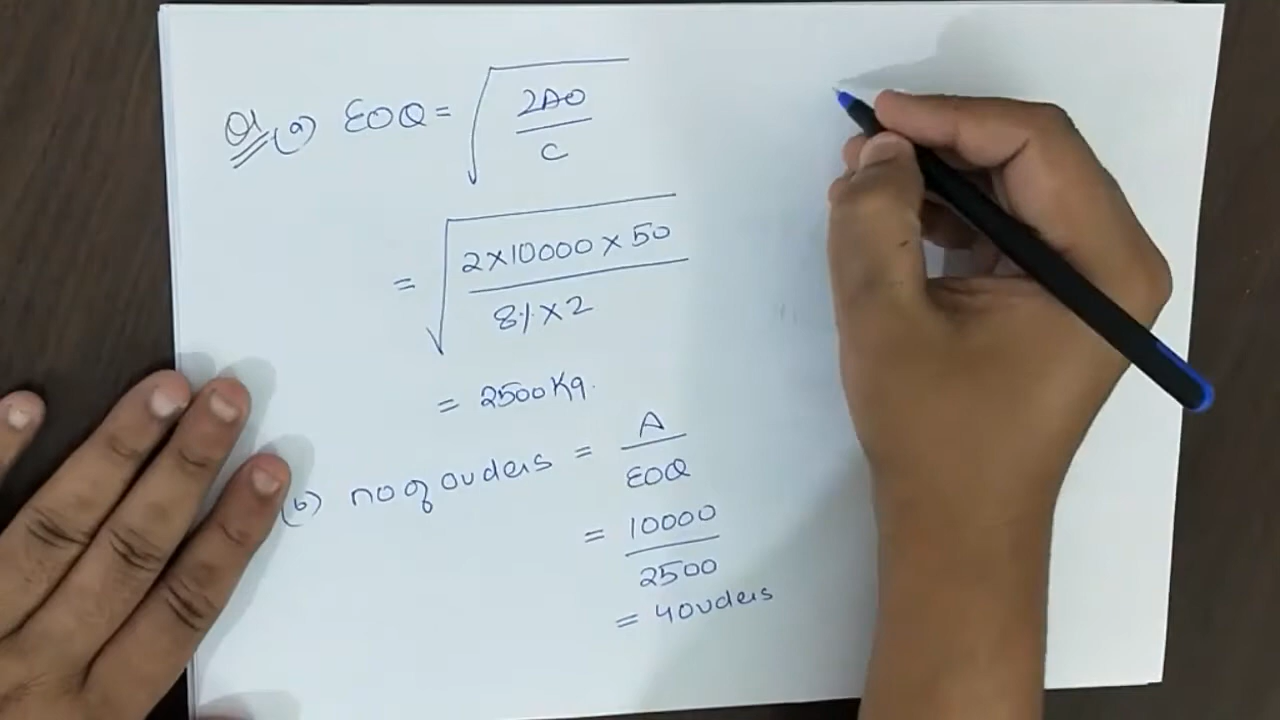 Q1 (a) EOQ = √(2AO / C)
= √(2×10000×50 / 8%×2)
= 2500 Kg.
(b) no of orders = A / EOQ
= 10000 / 2500
= 4 orders